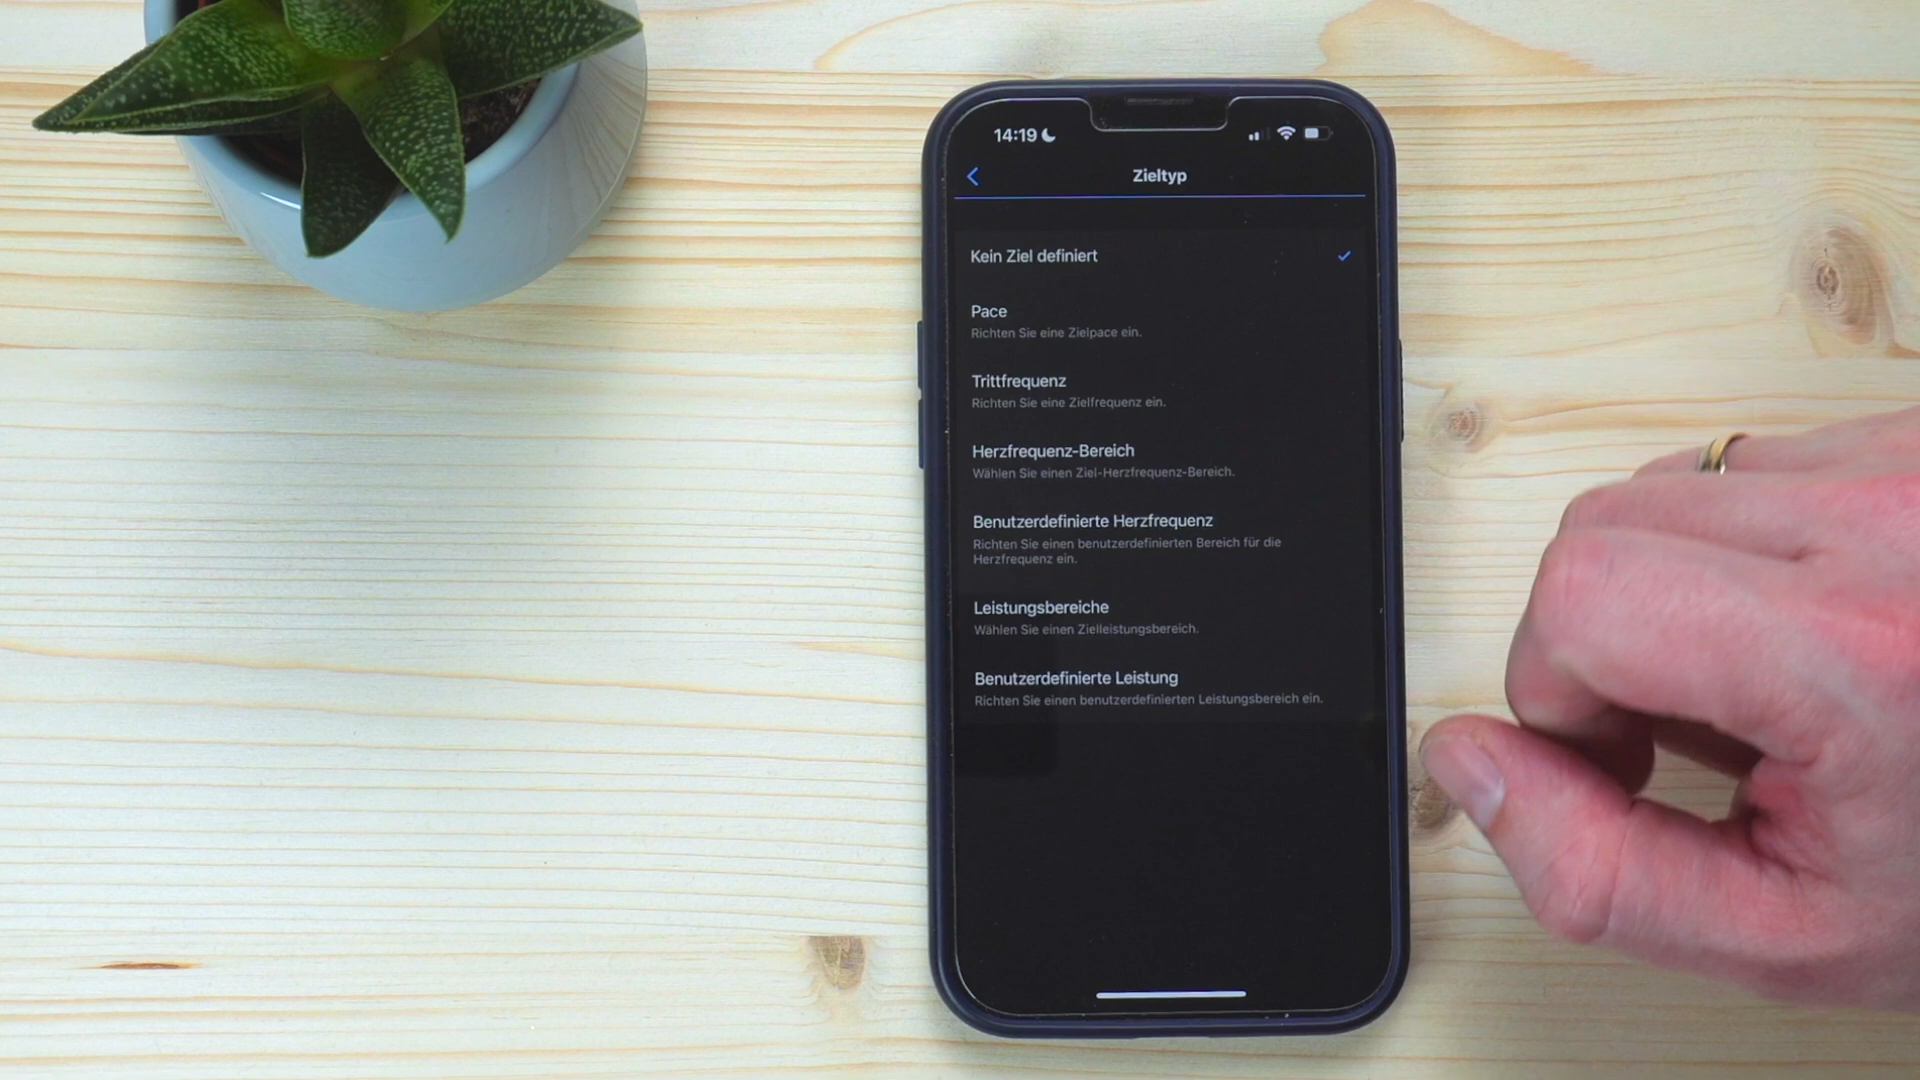 14:19
Zieltyp
Kein Ziel definiert
Pace
Richten Sie eine Zielpace ein.
Trittfrequenz
Richten Sie eine Zielfrequenz ein.
Herzfrequenz-Bereich
Wählen Sie einen Ziel-Herzfrequenz-Bereich.
Benutzerdefinierte Herzfrequenz
Richten Sie einen benutzerdefinierten Bereich für die
Herzfrequenz ein.
Leistungsbereiche
Wählen Sie einen Zielleistungsbereich.
Benutzerdefinierte Leistung
Richten Sie einen benutzerdefinierten Leistungsbereich ein.